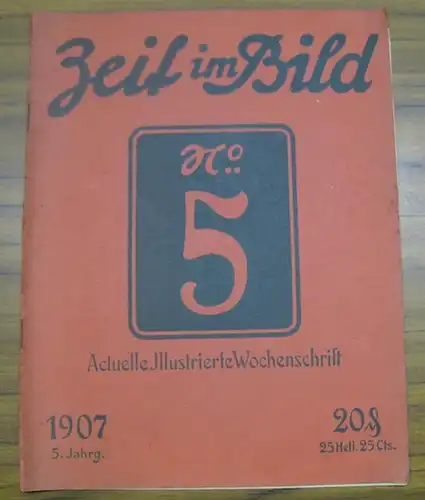 Zeit im Bild
No
5
Actuelle Illustrierte Wochenschrift
1907
5. Jahrg.
20₰
25 Hell. 25 Cts.